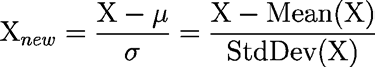 X_new = (X − μ) / σ = (X − Mean(X)) / StdDev(X)